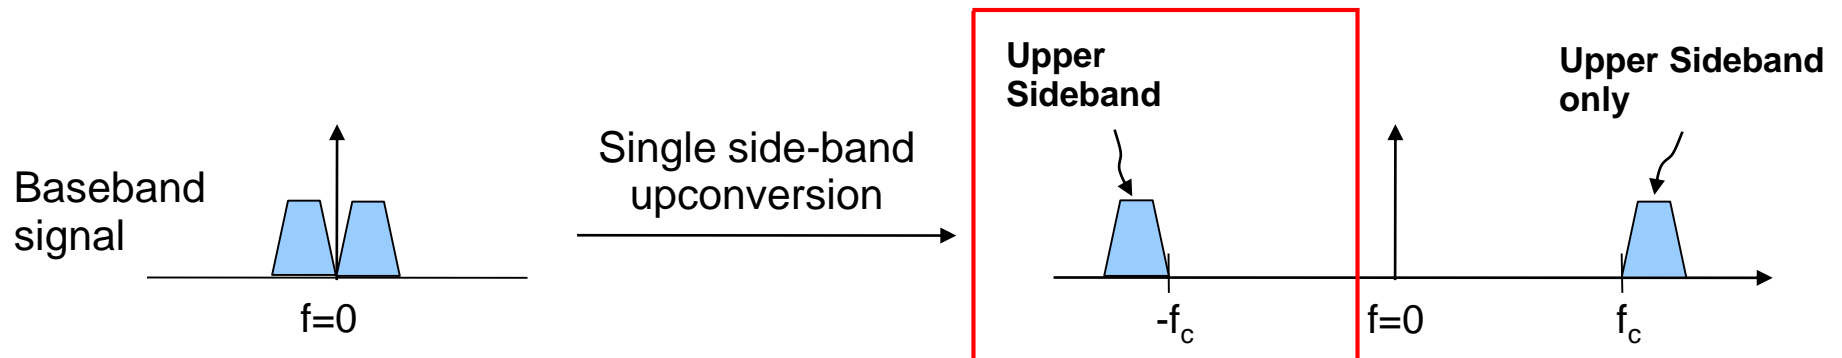 Baseband
signal
f=0
Single side-band
upconversion
Upper
Sideband
Upper Sideband
only
-fc
f=0
fc